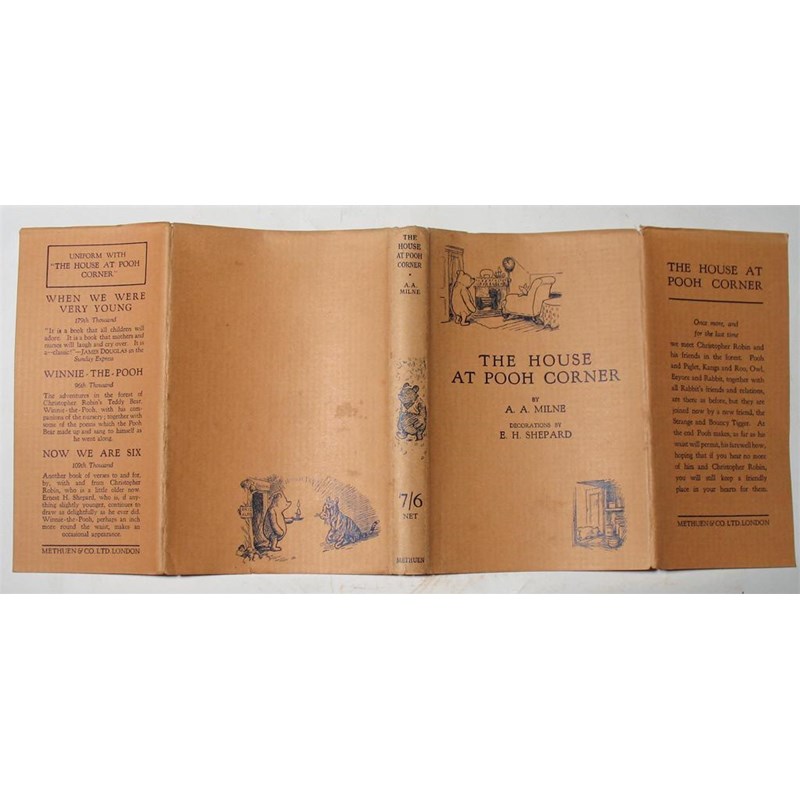 UNIFORM WITH
"THE HOUSE AT POOH
CORNER"
WHEN WE WERE
VERY YOUNG
179th Thousand
"It is a book that all children will
adore. It is a book that mothers and
nurses will laugh and cry over. It is
a—classic!"—JAMES DOUGLAS in the
Sunday Express
WINNIE-THE-POOH
96th Thousand
The adventures in the forest of
Christopher Robin's Teddy Bear,
Winnie-the-Pooh, with his com-
panions of the nursery; together with
some of the poems which the Pooh
Bear made up and sang to himself as
he went along.
NOW WE ARE SIX
109th Thousand
Another book of verses to and for,
by, with and from Christopher
Robin, who is a little older now.
Ernest H. Shepard, who is, if any-
thing slightly younger, continues to
draw as delightfully as he ever did.
Winnie-the-Pooh, perhaps an inch
more round the waist, makes an
occasional appearance.
METHUEN & CO. LTD. LONDON
THE
HOUSE
AT POOH
CORNER
A.A.
MILNE
7/6
NET
METHUEN
THE HOUSE
AT POOH CORNER
BY
A. A. MILNE
DECORATIONS BY
E. H. SHEPARD
THE HOUSE AT
POOH CORNER
Once more, and
for the last time
we meet Christopher Robin and
his friends in the forest. Pooh
and Piglet, Kanga and Roo, Owl,
Eeyore and Rabbit, together with
all Rabbit's friends and relations,
are there as before, but they are
joined now by a new friend, the
Strange and Bouncy Tigger. At
the end Pooh makes, so far as his
waist will permit, his farewell bow,
hoping that if you hear no more
of him and Christopher Robin,
you will still keep a friendly
place in your hearts for them.
METHUEN & CO. LTD. LONDON